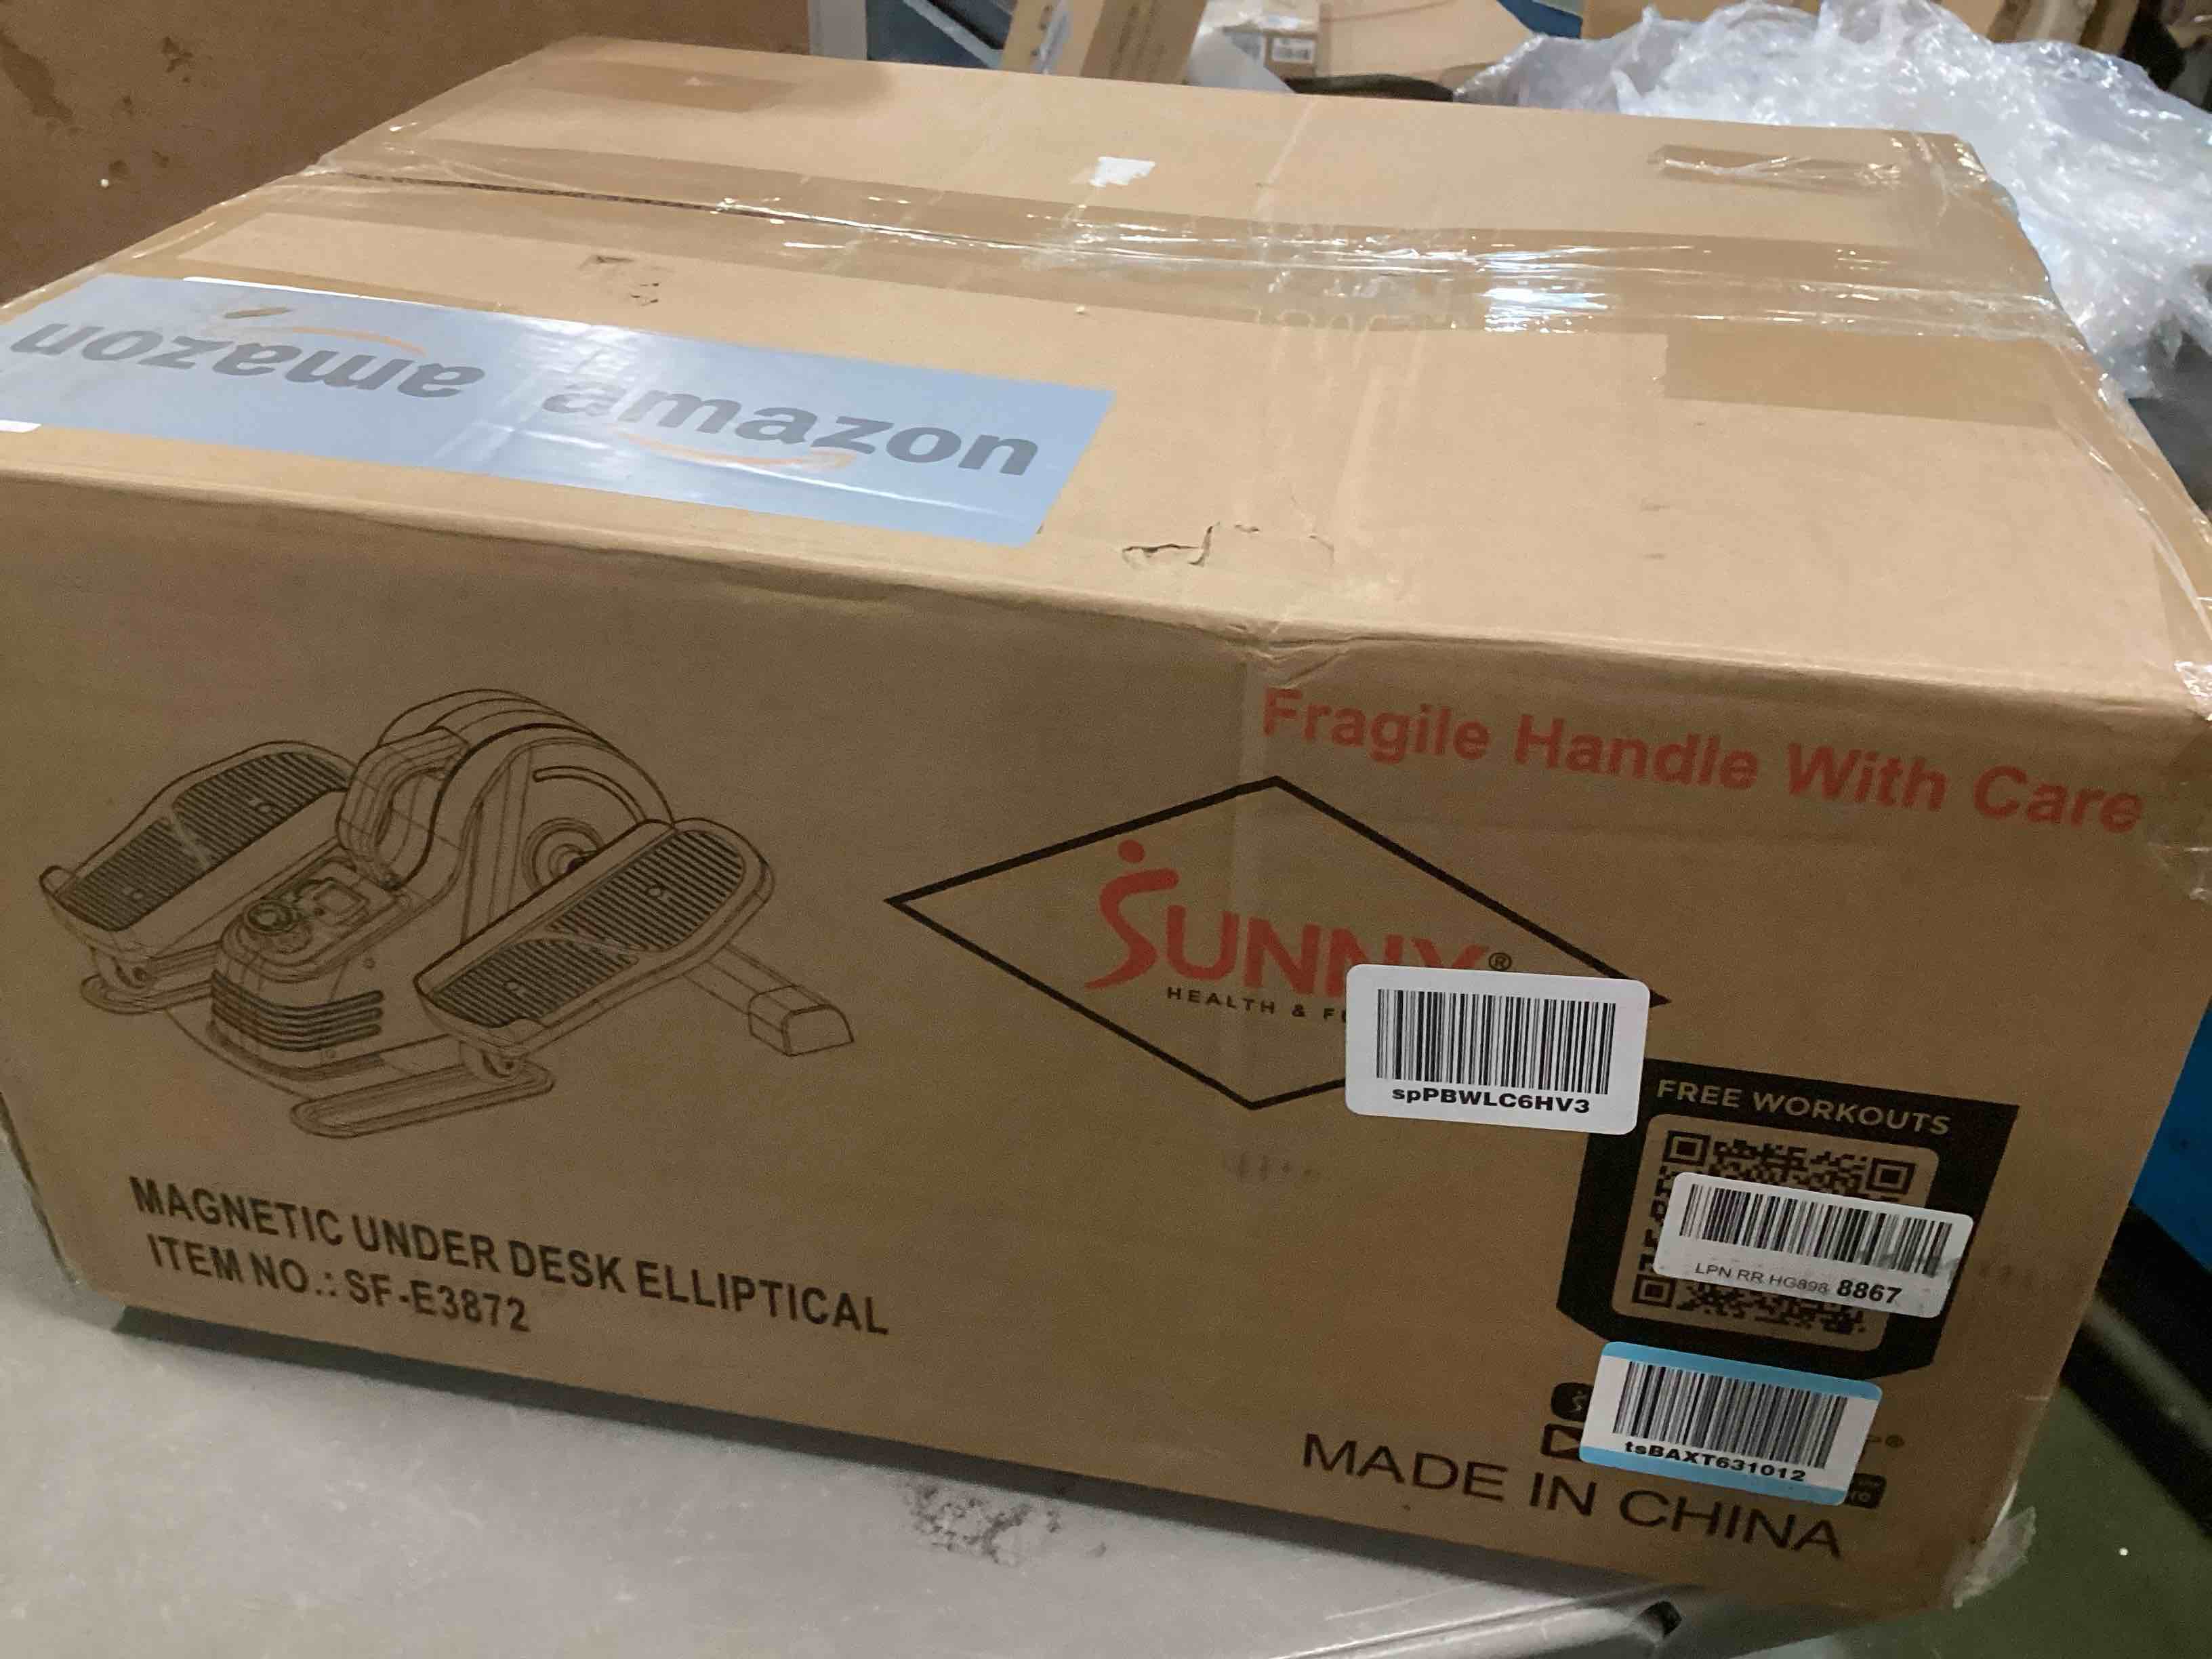 amazon amazon
Fragile Handle With Care
SUNNY®
HEALTH &
spPBWLC6HV3
FREE WORKOUTS
LPN RR HG898 8867
tsBAXT631012
MAGNETIC UNDER DESK ELLIPTICAL
ITEM NO.: SF-E3872
MADE IN CHINA